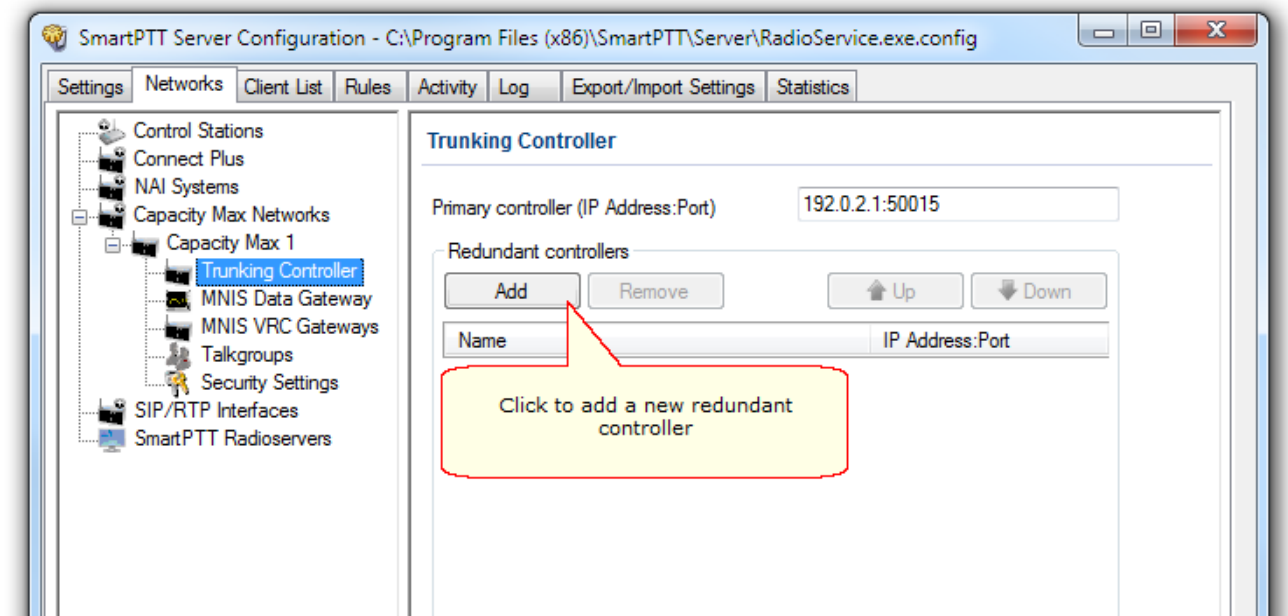 SmartPTT Server Configuration - C:\Program Files (x86)\SmartPTT\Server\RadioService.exe.config
Settings Networks Client List Rules Activity Log Export/Import Settings Statistics
Control Stations
Connect Plus
NAI Systems
Capacity Max Networks
Capacity Max 1
Trunking Controller
MNIS Data Gateway
MNIS VRC Gateways
Talkgroups
Security Settings
SIP/RTP Interfaces
SmartPTT Radioservers
Trunking Controller
Primary controller (IP Address:Port) 192.0.2.1:50015
Redundant controllers
Add Remove Up Down
Name IP Address:Port
Click to add a new redundant
controller